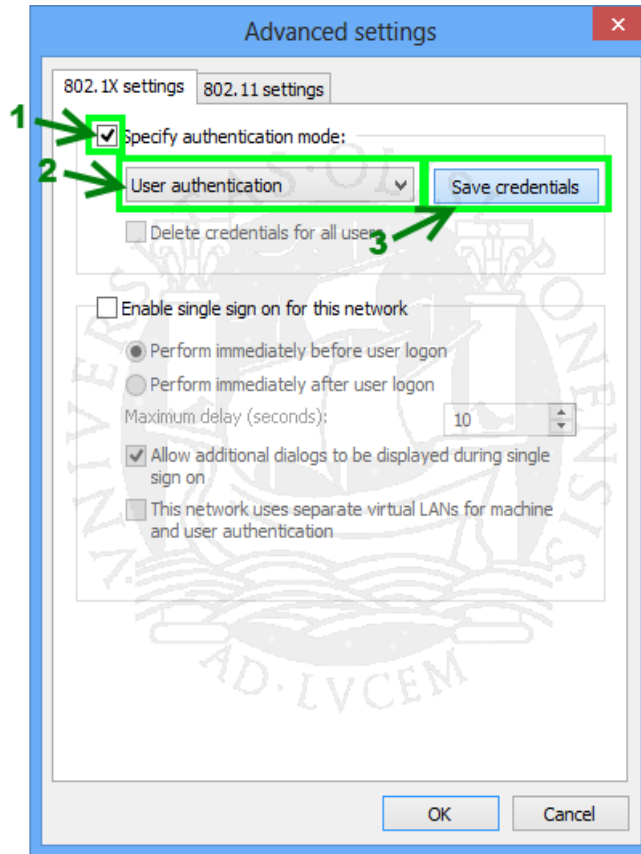 Advanced settings
802.1X settings
802.11 settings
1
Specify authentication mode:
2
User authentication
Save credentials
Delete credentials for all users
3
Enable single sign on for this network
Perform immediately before user logon
Perform immediately after user logon
Maximum delay (seconds):
10
Allow additional dialogs to be displayed during single
sign on
This network uses separate virtual LANs for machine
and user authentication
AD·LVCEM
OK
Cancel